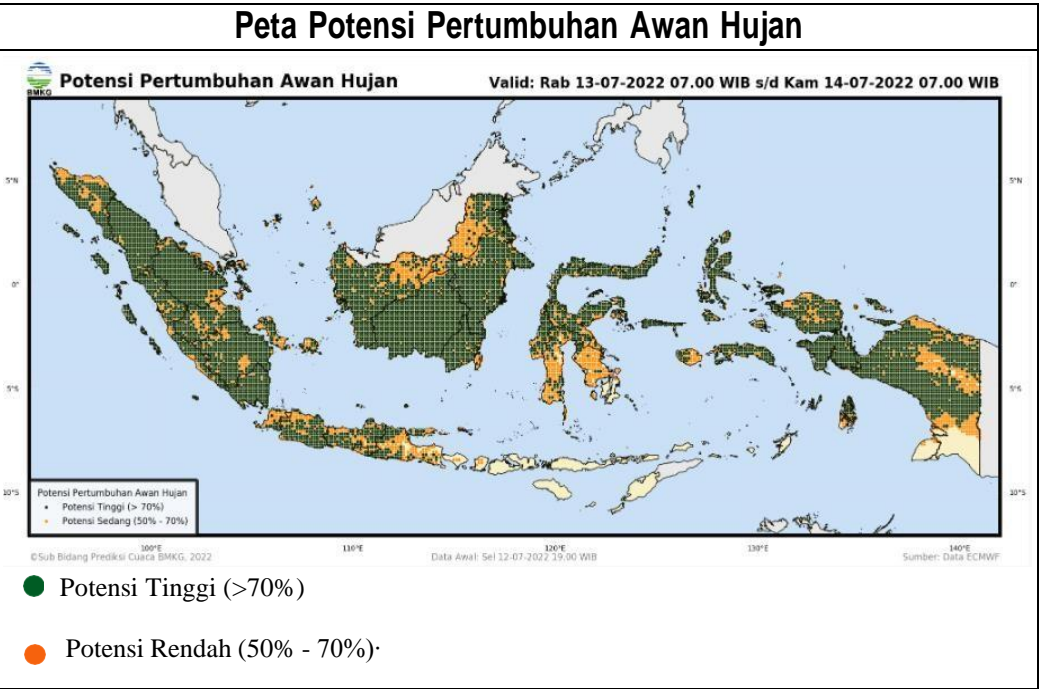 Peta Potensi Pertumbuhan Awan Hujan
BMKG
Potensi Pertumbuhan Awan Hujan
Valid: Rab 13-07-2022 07.00 WIB s/d Kam 14-07-2022 07.00 WIB
5°N
5°N
0°
0°
5°S
5°S
10°S
10°S
Potensi Pertumbuhan Awan Hujan
Potensi Tinggi (> 70%)
Potensi Sedang (50% - 70%)
100°E 110°E 120°E 130°E 140°E
©Sub Bidang Prediksi Cuaca BMKG, 2022
Data Awal: Sel 12-07-2022 19.00 WIB
Sumber: Data ECMWF
Potensi Tinggi (>70%)
Potensi Rendah (50% - 70%)·